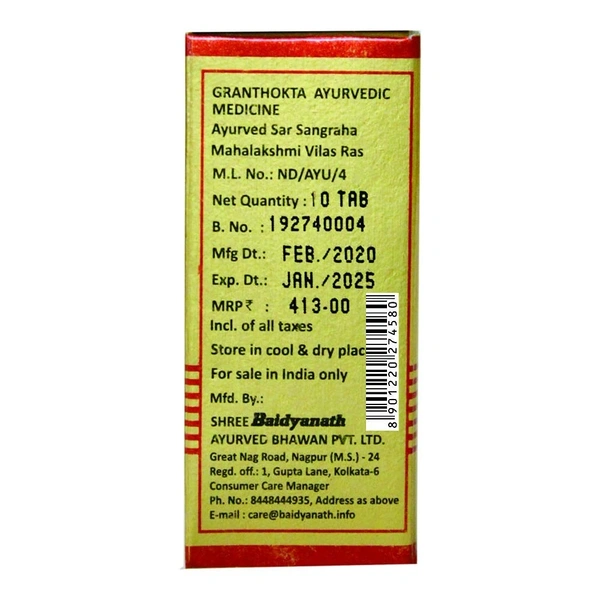 GRANTHOKTA AYURVEDIC
MEDICINE
Ayurved Sar Sangraha
Mahalakshmi Vilas Ras
M.L. No.: ND/AYU/4
Net Quantity : 10 TAB
B. No. : 192740004
Mfg Dt.: FEB./2020
Exp. Dt.: JAN./2025
MRP₹ : 413-00
Incl. of all taxes
Store in cool & dry plac
For sale in India only
Mfd. By.:
SHREE Baidyanath
AYURVED BHAWAN PVT. LTD.
Great Nag Road, Nagpur (M.S.) - 24
Regd. off.: 1, Gupta Lane, Kolkata-6
Consumer Care Manager
Ph. No.: 8448444935, Address as above
E-mail : care@baidyanath.info
8901220274580